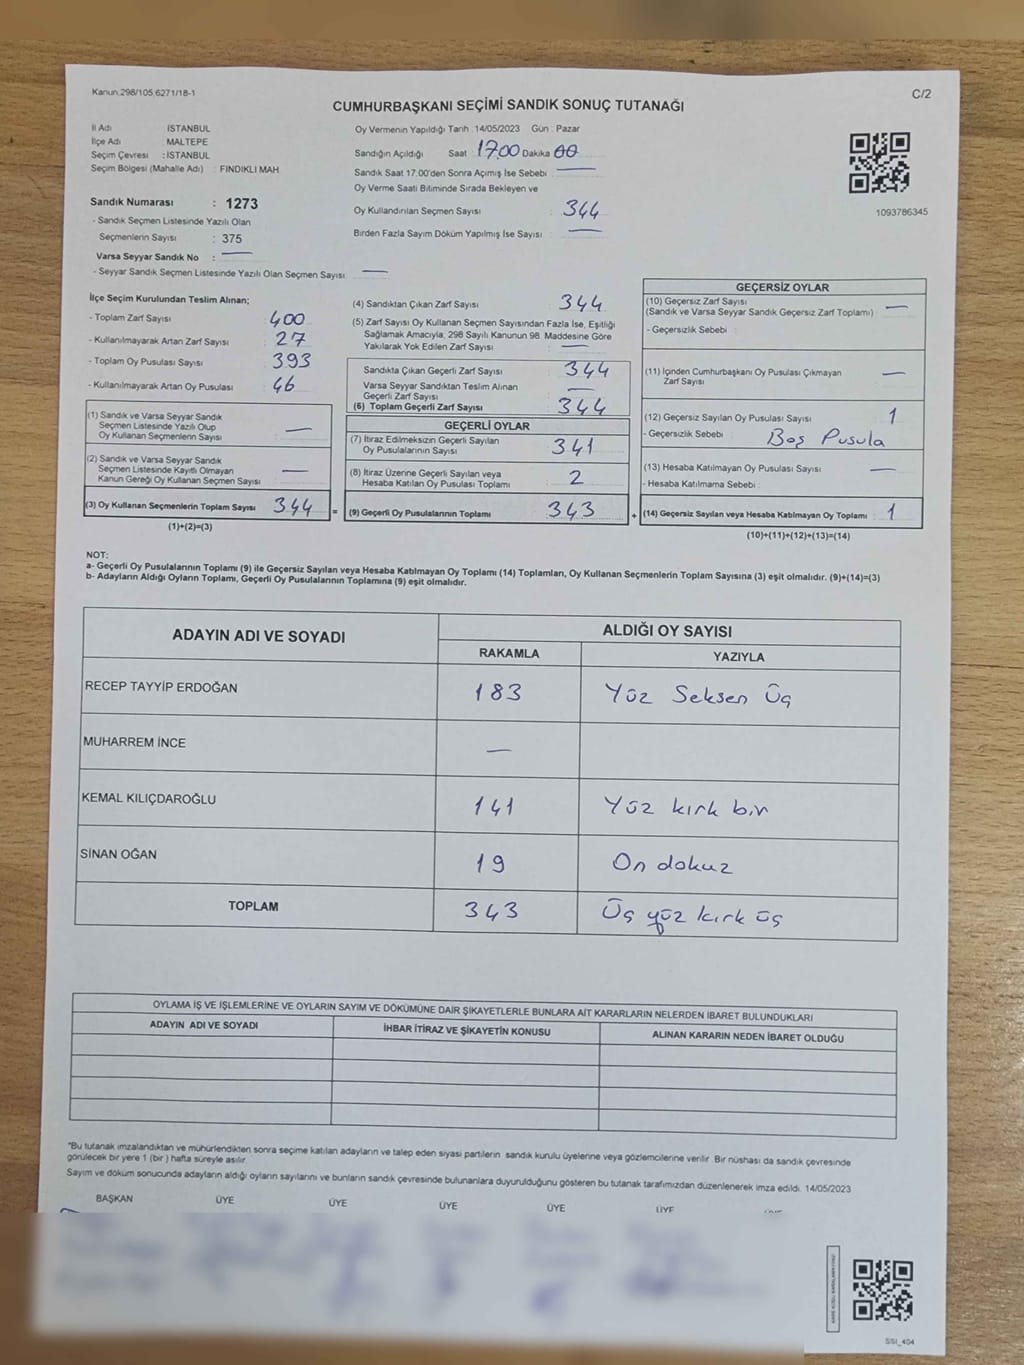 Kanun.298/105.6271/18-1
C/2
CUMHURBAŞKANI SEÇİMİ SANDIK SONUÇ TUTANAĞI
İl Adı İSTANBUL
İlçe Adı MALTEPE
Seçim Çevresi : İSTANBUL
Seçim Bölgesi (Mahalle Adı) : FINDIKLI MAH
Sandık Numarası : 1273
- Sandık Seçmen Listesinde Yazılı Olan
Seçmenlerin Sayısı : 375
Varsa Seyyar Sandık No : —
- Seyyar Sandık Seçmen Listesinde Yazılı Olan Seçmen Sayısı: —
Oy Vermenin Yapıldığı Tarih :14/05/2023 Gün : Pazar
Sandığın Açıldığı Saat : 17.00 Dakika 00
Sandık Saat 17:00'den Sonra Açımış İse Sebebi : —
Oy Verme Saati Bitiminde Sırada Bekleyen ve
Oy Kullandırılan Seçmen Sayısı : 344
Birden Fazla Sayım Döküm Yapılmış İse Sayısı : —
1093786345
İlçe Seçim Kurulundan Teslim Alınan;
- Toplam Zarf Sayısı : 400
- Kullanılmayarak Artan Zarf Sayısı : 27
- Toplam Oy Pusulası Sayısı : 393
- Kullanılmayarak Artan Oy Pusulası : 46
(1) Sandık ve Varsa Seyyar Sandık
Seçmen Listesinde Yazılı Olup
Oy Kullanan Seçmenlerin Sayısı : —
(2) Sandık ve Varsa Seyyar Sandık
Seçmen Listesinde Kayıtlı Olmayan
Kanun Gereği Oy Kullanan Seçmen Sayısı : —
(3) Oy Kullanan Seçmenlerin Toplam Sayısı : 344
(1)+(2)=(3)
(4) Sandıktan Çıkan Zarf Sayısı : 344
(5) Zarf Sayısı Oy Kullanan Seçmen Sayısından Fazla İse, Eşitliği
Sağlamak Amacıyla, 298 Sayılı Kanunun 98. Maddesine Göre
Yakılarak Yok Edilen Zarf Sayısı : —
Sandıkta Çıkan Geçerli Zarf Sayısı : 344
Varsa Seyyar Sandıktan Teslim Alınan
Geçerli Zarf Sayısı : —
(6) Toplam Geçerli Zarf Sayısı : 344
GEÇERLİ OYLAR
(7) İtiraz Edilmeksizin Geçerli Sayılan
Oy Pusulalarının Sayısı : 341
(8) İtiraz Üzerine Geçerli Sayılan veya
Hesaba Katılan Oy Pusulası Toplamı : 2
= (9) Geçerli Oy Pusulalarının Toplamı : 343
GEÇERSİZ OYLAR
(10) Geçersiz Zarf Sayısı : —
(Sandık ve Varsa Seyyar Sandık Geçersiz Zarf Toplamı)
- Geçersizlik Sebebi :
(11) İçinden Cumhurbaşkanı Oy Pusulası Çıkmayan
Zarf Sayısı : —
(12) Geçersiz Sayılan Oy Pusulası Sayısı : 1
- Geçersizlik Sebebi : Boş Pusula
(13) Hesaba Katılmayan Oy Pusulası Sayısı : —
- Hesaba Katılmama Sebebi :
+ (14) Geçersiz Sayılan veya Hesaba Katılmayan Oy Toplamı : 1
(10)+(11)+(12)+(13)=(14)
NOT:
a- Geçerli Oy Pusulalarının Toplamı (9) ile Geçersiz Sayılan veya Hesaba Katılmayan Oy Toplamı (14) Toplamları, Oy Kullanan Seçmenlerin Toplam Sayısına (3) eşit olmalıdır. (9)+(14)=(3)
b- Adayların Aldığı Oyların Toplamı, Geçerli Oy Pusulalarının Toplamına (9) eşit olmalıdır.
ADAYIN ADI VE SOYADI
ALDIĞI OY SAYISI
RAKAMLA YAZIYLA
RECEP TAYYİP ERDOĞAN 183 Yüz Seksen Üç
MUHARREM İNCE —
KEMAL KILIÇDAROĞLU 141 Yüz kırk bir
SİNAN OĞAN 19 On dokuz
TOPLAM 343 Üç yüz kırk üç
OYLAMA İŞ VE İŞLEMLERİNE VE OYLARIN SAYIM VE DÖKÜMÜNE DAİR ŞİKAYETLERLE BUNLARA AİT KARARLARIN NELERDEN İBARET BULUNDUKLARI
ADAYIN ADI VE SOYADI İHBAR İTİRAZ VE ŞİKAYETİN KONUSU ALINAN KARARIN NEDEN İBARET OLDUĞU
*Bu tutanak imzalandıktan ve mühürlendikten sonra seçime katılan adayların ve talep eden siyasi partilerin sandık kurulu üyelerine veya gözlemcilerine verilir. Bir nüshası da sandık çevresinde
görülecek bir yere 1 (bir ) hafta süreyle asılır.
Sayım ve döküm sonucunda adayların aldığı oyların sayılarını ve bunların sandık çevresinde bulunanlara duyurulduğunu gösteren bu tutanak tarafımızdan düzenlenerek imza edildi. 14/05/2023
BAŞKAN ÜYE ÜYE ÜYE ÜYE ÜYE
SSI_404